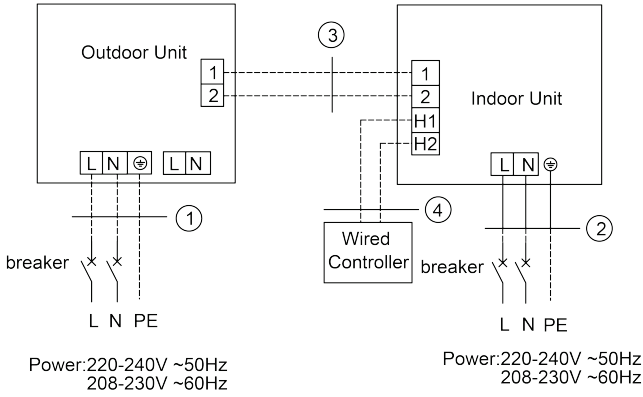 Outdoor Unit
1
2
L N ⏚ L N
①
breaker
L N PE
Power:220-240V ~50Hz
208-230V ~60Hz
③
1
2
H1
H2
Indoor Unit
L N ⏚
④
Wired
Controller
②
breaker
L N PE
Power:220-240V ~50Hz
208-230V ~60Hz